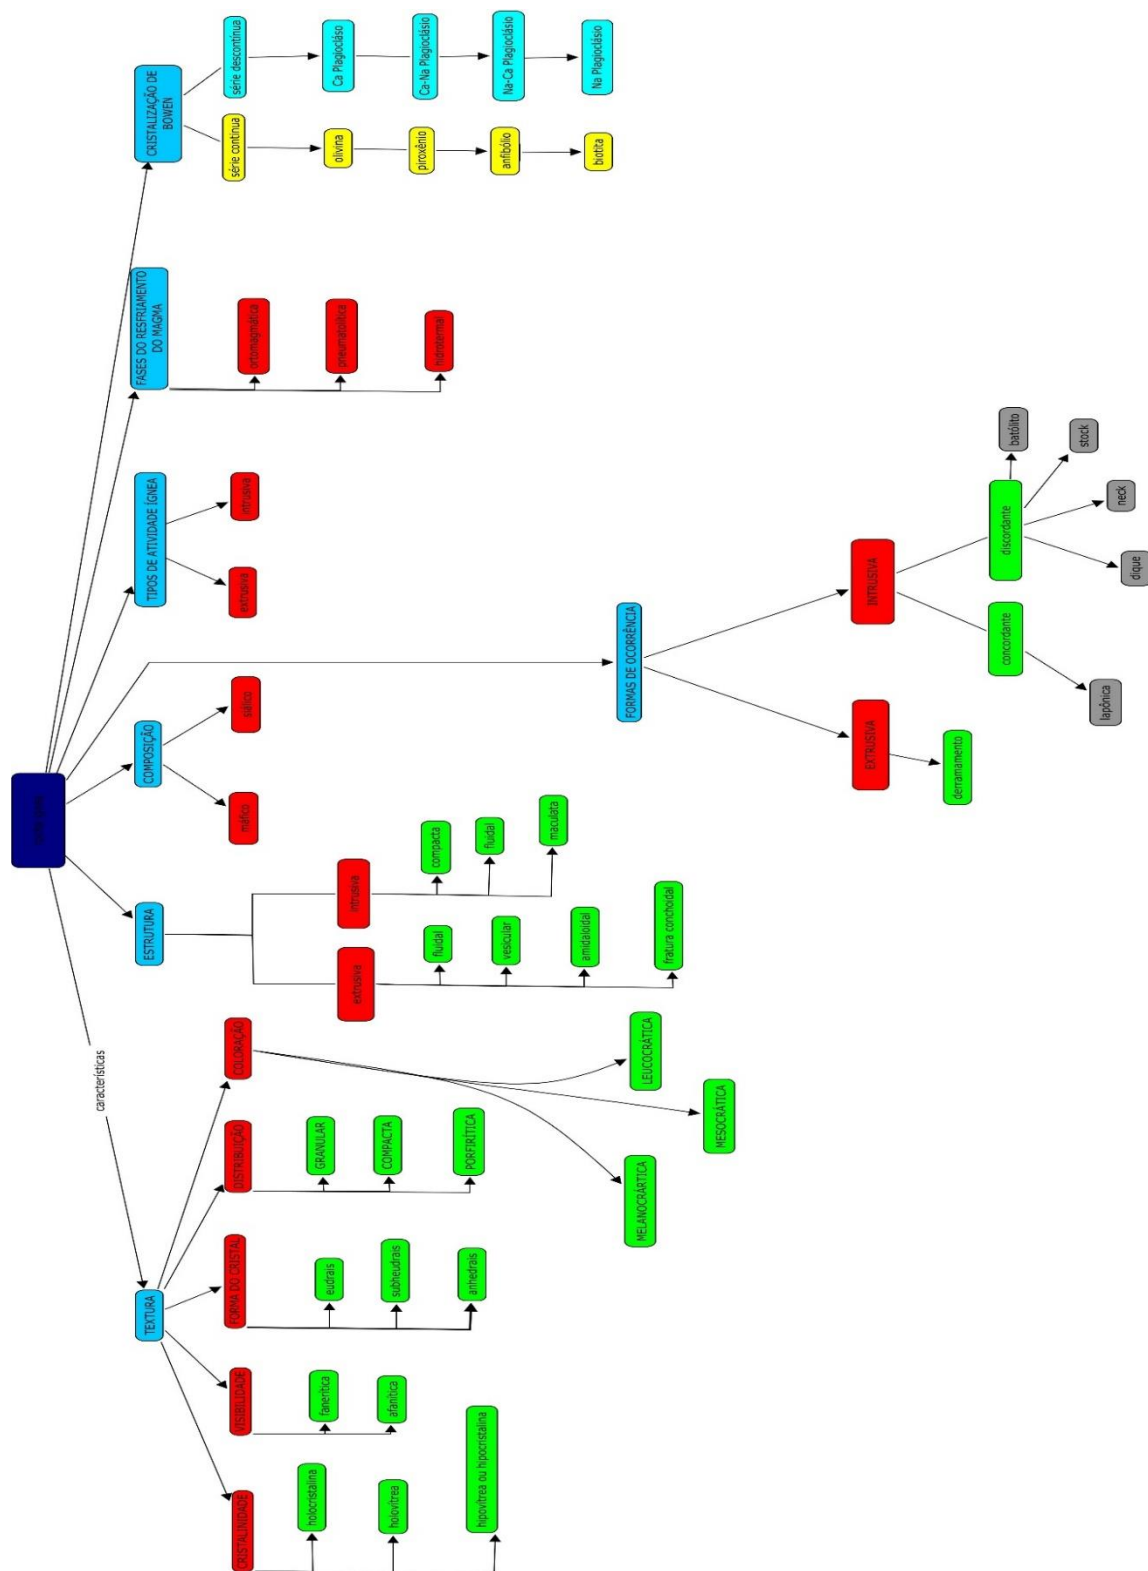 características
TEXTURA
ESTRUTURA
COMPOSIÇÃO
TIPOS DE ATIVIDADE ÍGNEA
FASES DO RESFRIAMENTO
DO MAGMA
CRISTALIZAÇÃO DE
BOWEN
CRISTALINIDADE
VISIBILIDADE
FORMA DO CRISTAL
DISTRIBUIÇÃO
COLORAÇÃO
máfico
siálico
extrusiva
intrusiva
ortomagmática
pneumatolítica
hidrotermal
série contínua
série descontínua
holocristalina
holovítrea
hipovítrea ou hipocristalina
fanerítica
afanítica
eudrais
subheudrais
anhedrais
GRANULAR
COMPACTA
PORFIRÍTICA
MELANOCRÁRTICA
MESOCRÁTICA
LEUCOCRÁTICA
extrusiva
intrusiva
fluidal
vesicular
amidaloidal
fratura conchoidal
compacta
fluidal
maculata
olivina
piroxênio
anfibólio
biotita
Ca Plagiocláso
Ca-Na Plagioclásio
Na-Ca Plagioclásio
Na Plagioclásio
FORMAS DE OCORRÊNCIA
EXTRUSIVA
INTRUSIVA
derramamento
concordante
discordante
lapônica
dique
neck
stock
batólito